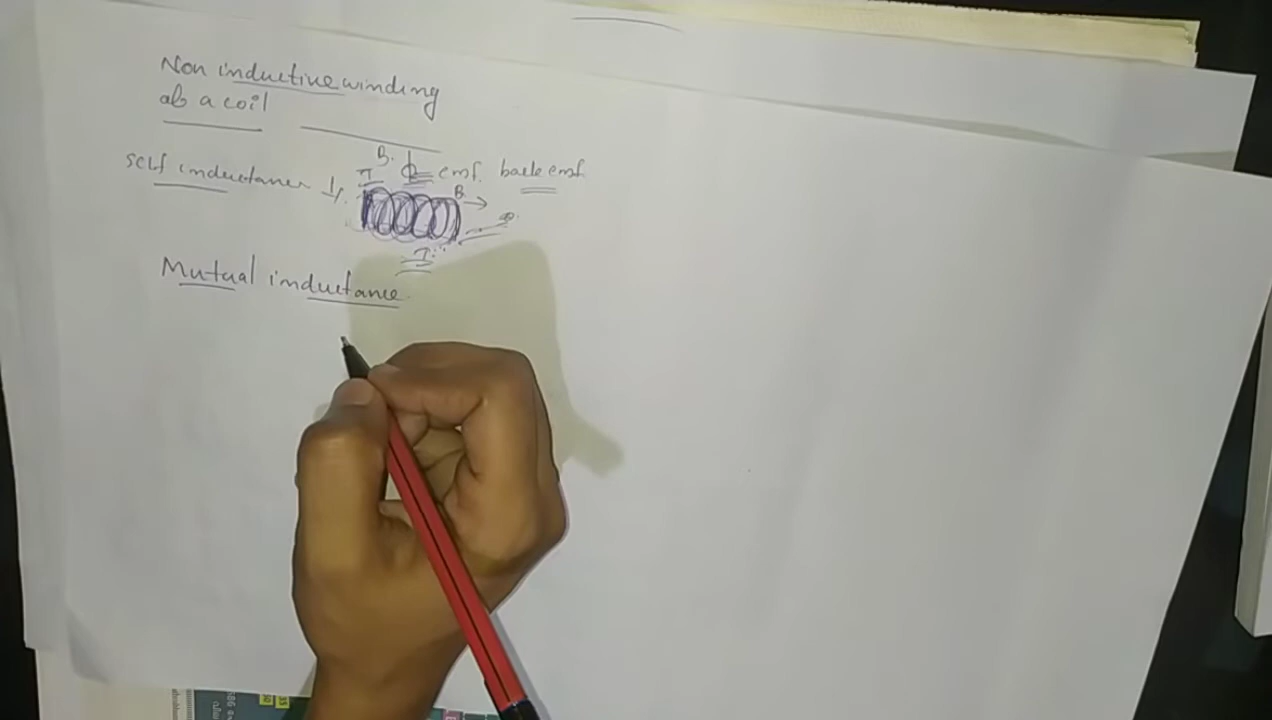 Non inductive winding
of a coil
self inductance L.
I B. ϕ emf. back emf
B
I
Mutual inductance.